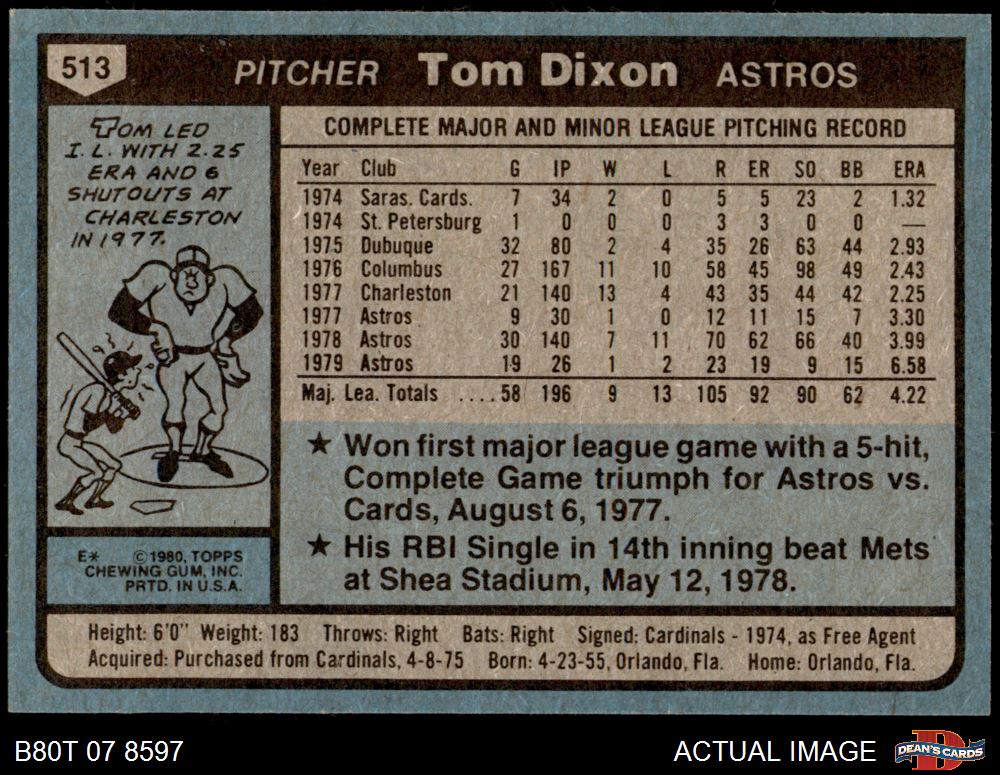 513
PITCHER Tom Dixon ASTROS
TOM LED
I.L. WITH 2.25
ERA AND 6
SHUTOUTS AT
CHARLESTON
IN 1977.
E* © 1980, TOPPS
CHEWING GUM, INC.
PRTD. IN U.S.A.
COMPLETE MAJOR AND MINOR LEAGUE PITCHING RECORD
Year Club G IP W L R ER SO BB ERA
1974 Saras. Cards. 7 34 2 0 5 5 23 2 1.32
1974 St. Petersburg 1 0 0 0 3 3 0 0 —
1975 Dubuque 32 80 2 4 35 26 63 44 2.93
1976 Columbus 27 167 11 10 58 45 98 49 2.43
1977 Charleston 21 140 13 4 43 35 44 42 2.25
1977 Astros 9 30 1 0 12 11 15 7 3.30
1978 Astros 30 140 7 11 70 62 66 40 3.99
1979 Astros 19 26 1 2 23 19 9 15 6.58
Maj. Lea. Totals ....58 196 9 13 105 92 90 62 4.22
★ Won first major league game with a 5-hit,
Complete Game triumph for Astros vs.
Cards, August 6, 1977.
★ His RBI Single in 14th inning beat Mets
at Shea Stadium, May 12, 1978.
Height: 6'0" Weight: 183 Throws: Right Bats: Right Signed: Cardinals - 1974, as Free Agent
Acquired: Purchased from Cardinals, 4-8-75 Born: 4-23-55, Orlando, Fla. Home: Orlando, Fla.
B80T 07 8597
ACTUAL IMAGE
DEAN'S CARDS